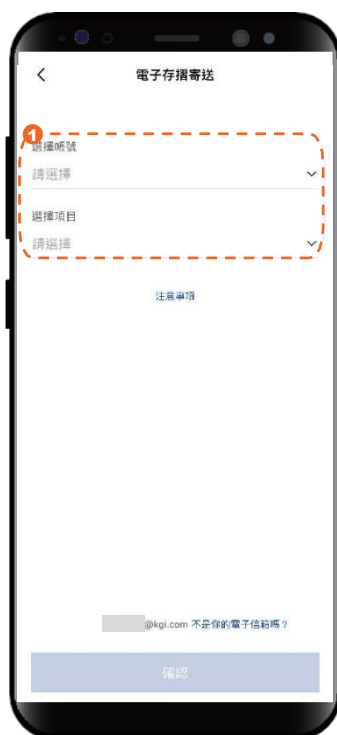 電子存摺寄送
1
選擇帳號
請選擇
選擇項目
請選擇
注意事項
@kgi.com 不是你的電子信箱嗎？
確認